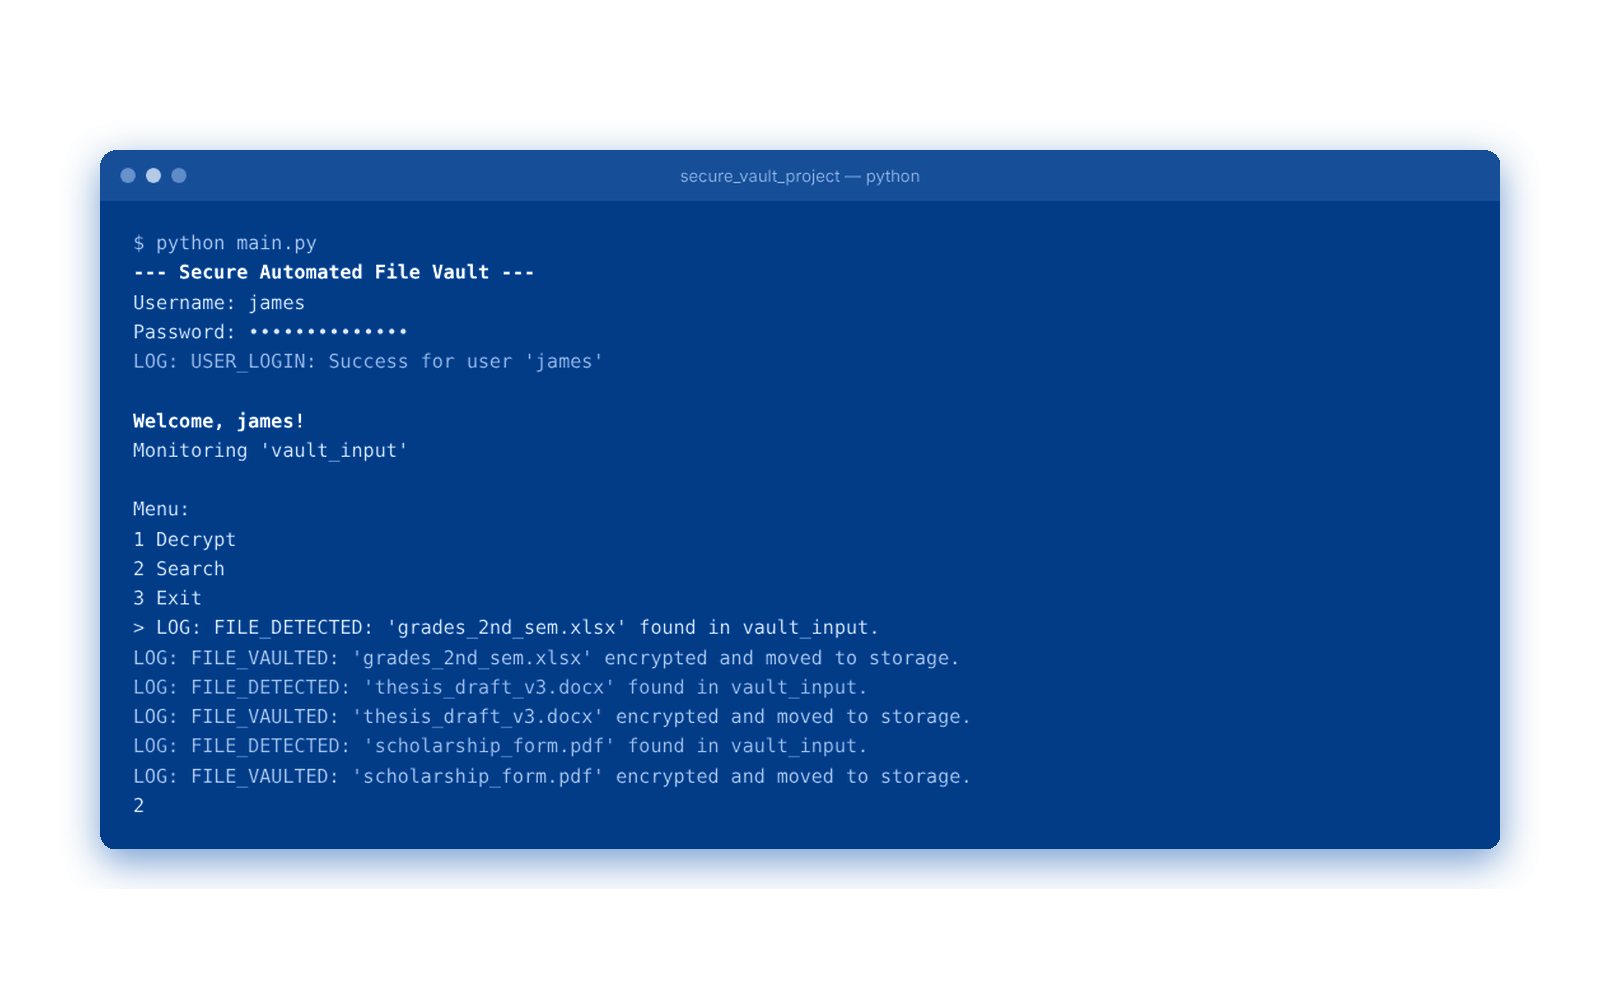 secure_vault_project — python
$ python main.py
--- Secure Automated File Vault ---
Username: james
Password: ••••••••••••••
LOG: USER_LOGIN: Success for user 'james'
Welcome, james!
Monitoring 'vault_input'
Menu:
1 Decrypt
2 Search
3 Exit
> LOG: FILE_DETECTED: 'grades_2nd_sem.xlsx' found in vault_input.
LOG: FILE_VAULTED: 'grades_2nd_sem.xlsx' encrypted and moved to storage.
LOG: FILE_DETECTED: 'thesis_draft_v3.docx' found in vault_input.
LOG: FILE_VAULTED: 'thesis_draft_v3.docx' encrypted and moved to storage.
LOG: FILE_DETECTED: 'scholarship_form.pdf' found in vault_input.
LOG: FILE_VAULTED: 'scholarship_form.pdf' encrypted and moved to storage.
2